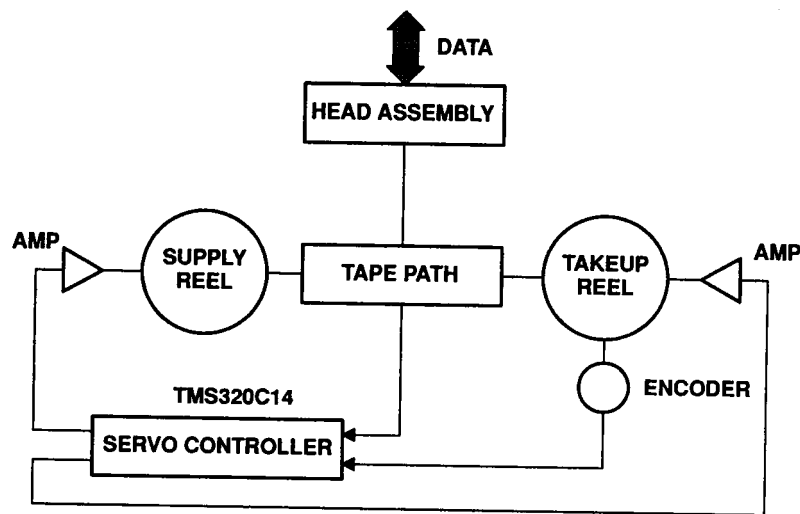 DATA
HEAD ASSEMBLY
AMP
SUPPLY
REEL
TAPE PATH
TAKEUP
REEL
AMP
TMS320C14
ENCODER
SERVO CONTROLLER